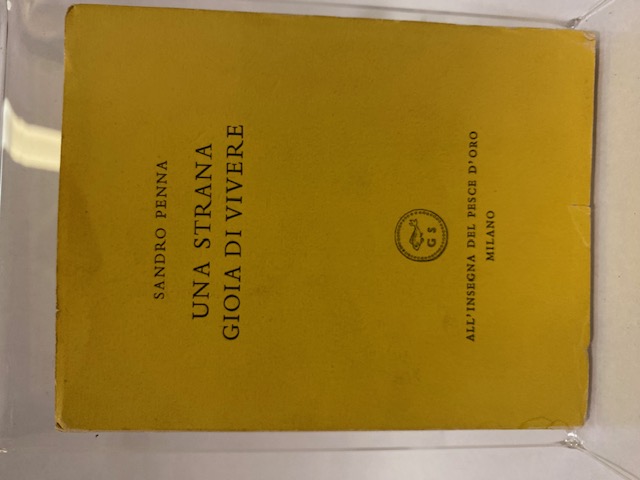 SANDRO PENNA
UNA STRANA
GIOIA DI VIVERE
G S
ALL'INSEGNA DEL PESCE D'ORO
MILANO